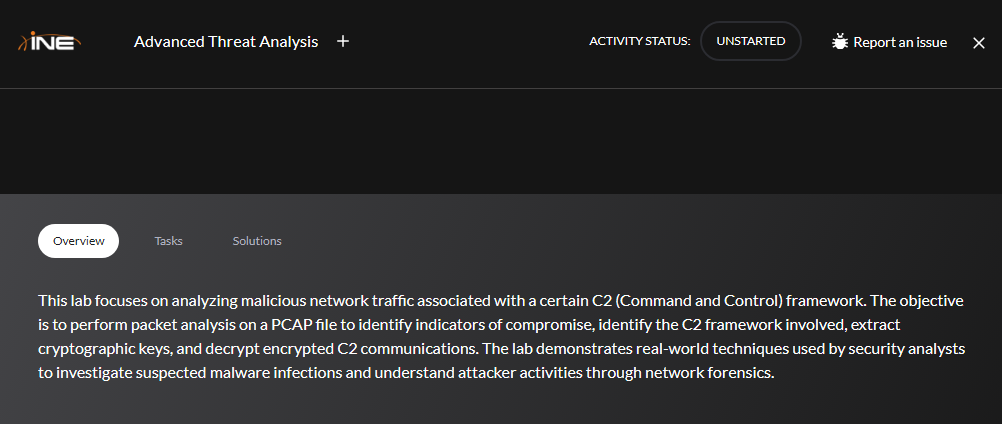 iNE
Advanced Threat Analysis +
ACTIVITY STATUS: UNSTARTED Report an issue
Overview Tasks Solutions
This lab focuses on analyzing malicious network traffic associated with a certain C2 (Command and Control) framework. The objective
is to perform packet analysis on a PCAP file to identify indicators of compromise, identify the C2 framework involved, extract
cryptographic keys, and decrypt encrypted C2 communications. The lab demonstrates real-world techniques used by security analysts
to investigate suspected malware infections and understand attacker activities through network forensics.